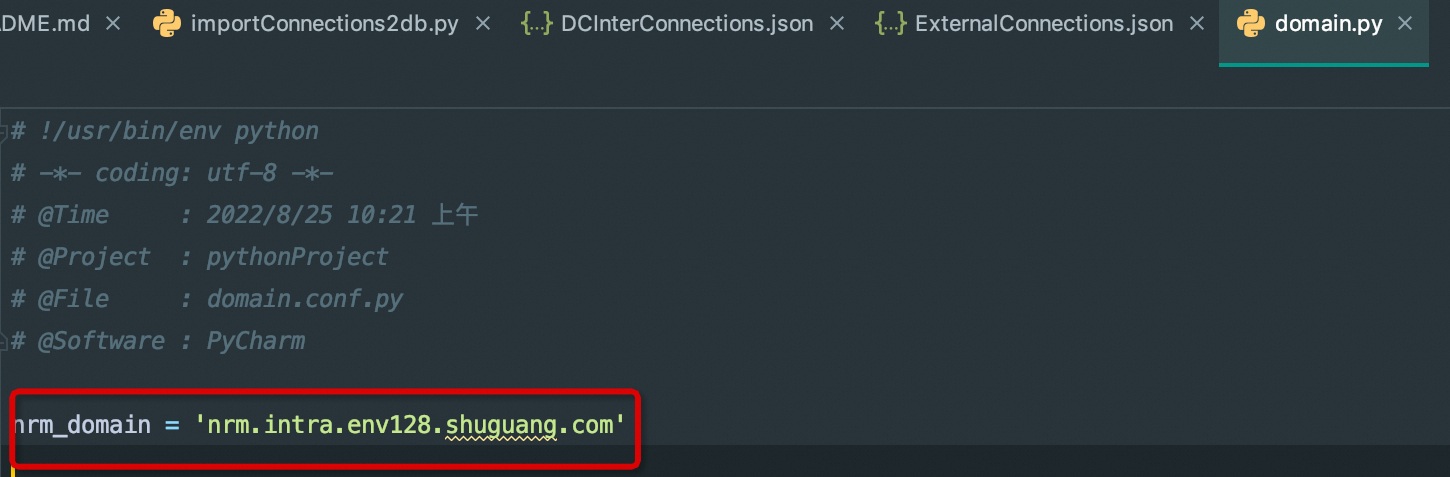 DME.md × importConnections2db.py × {...} DCInterConnections.json × {...} ExternalConnections.json × domain.py ×
# !/usr/bin/env python
# -*- coding: utf-8 -*-
# @Time     : 2022/8/25 10:21 上午
# @Project  : pythonProject
# @File     : domain.conf.py
# @Software : PyCharm
nrm_domain = 'nrm.intra.env128.shuguang.com'